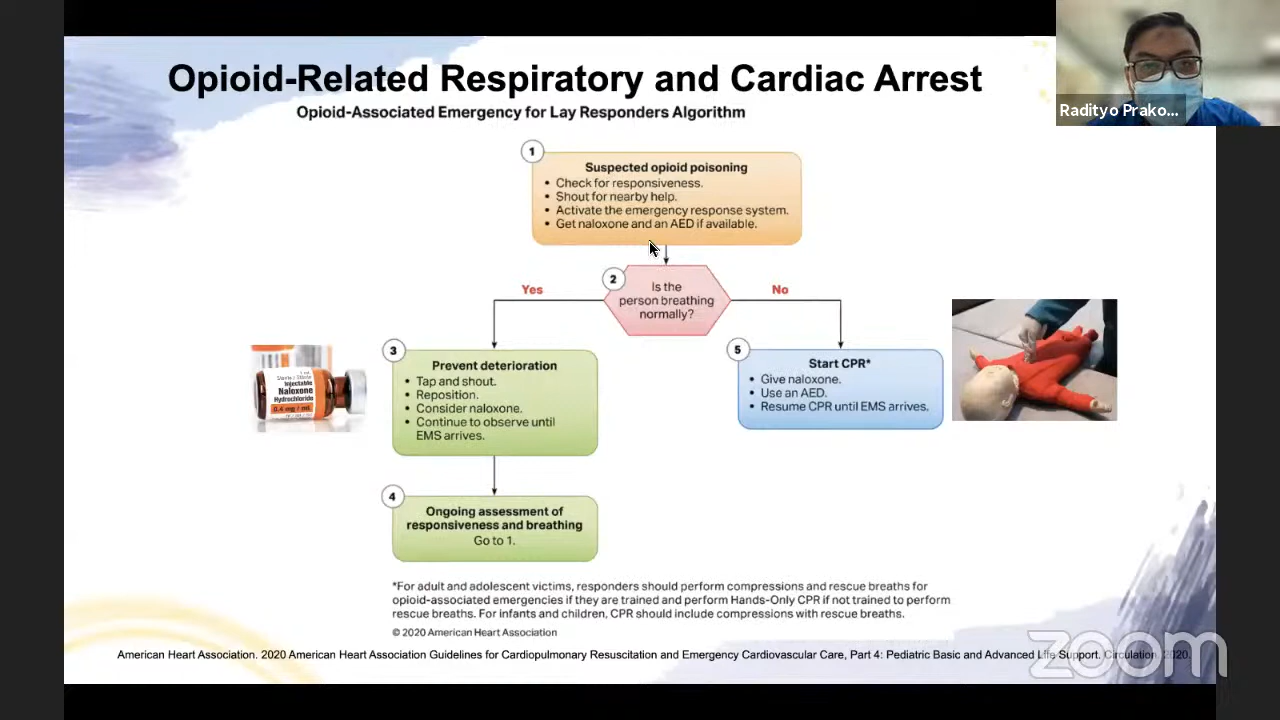 Opioid-Related Respiratory and Cardiac Arrest
Radityo Prako...
Opioid-Associated Emergency for Lay Responders Algorithm
1
Suspected opioid poisoning
• Check for responsiveness.
• Shout for nearby help.
• Activate the emergency response system.
• Get naloxone and an AED if available.
2
Is the
person breathing
normally?
Yes
No
3
Prevent deterioration
• Tap and shout.
• Reposition.
• Consider naloxone.
• Continue to observe until
EMS arrives.
5
Start CPR*
• Give naloxone.
• Use an AED.
• Resume CPR until EMS arrives.
Injectable
Naloxone
Hydrochloride
0.4 mg / mL
4
Ongoing assessment of
responsiveness and breathing
Go to 1.
*For adult and adolescent victims, responders should perform compressions and rescue breaths for
opioid-associated emergencies if they are trained and perform Hands-Only CPR if not trained to perform
rescue breaths. For infants and children, CPR should include compressions with rescue breaths.
© 2020 American Heart Association
American Heart Association. 2020 American Heart Association Guidelines for Cardiopulmonary Resuscitation and Emergency Cardiovascular Care, Part 4: Pediatric Basic and Advanced Life Support. Circulation. 2020.
zoom